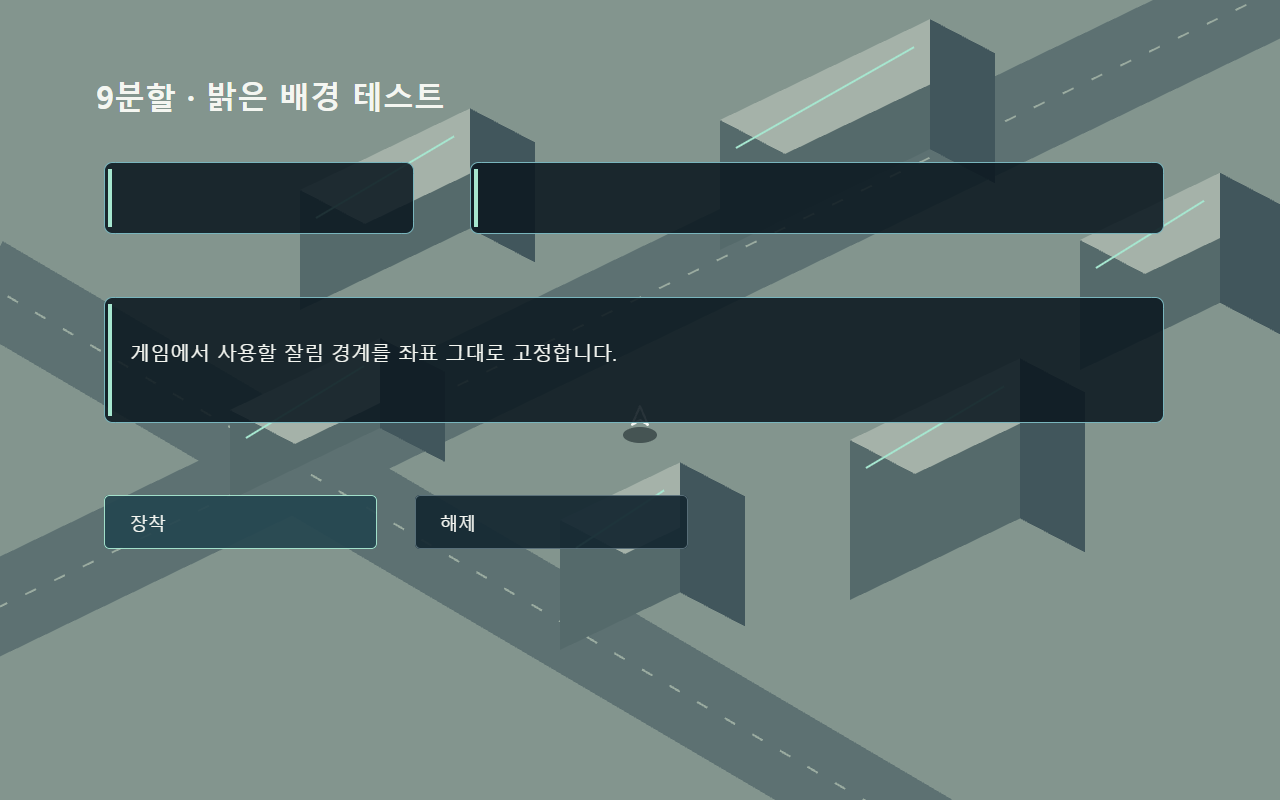 9분할 · 밝은 배경 테스트
게임에서 사용할 잘림 경계를 좌표 그대로 고정합니다.
장착
해제